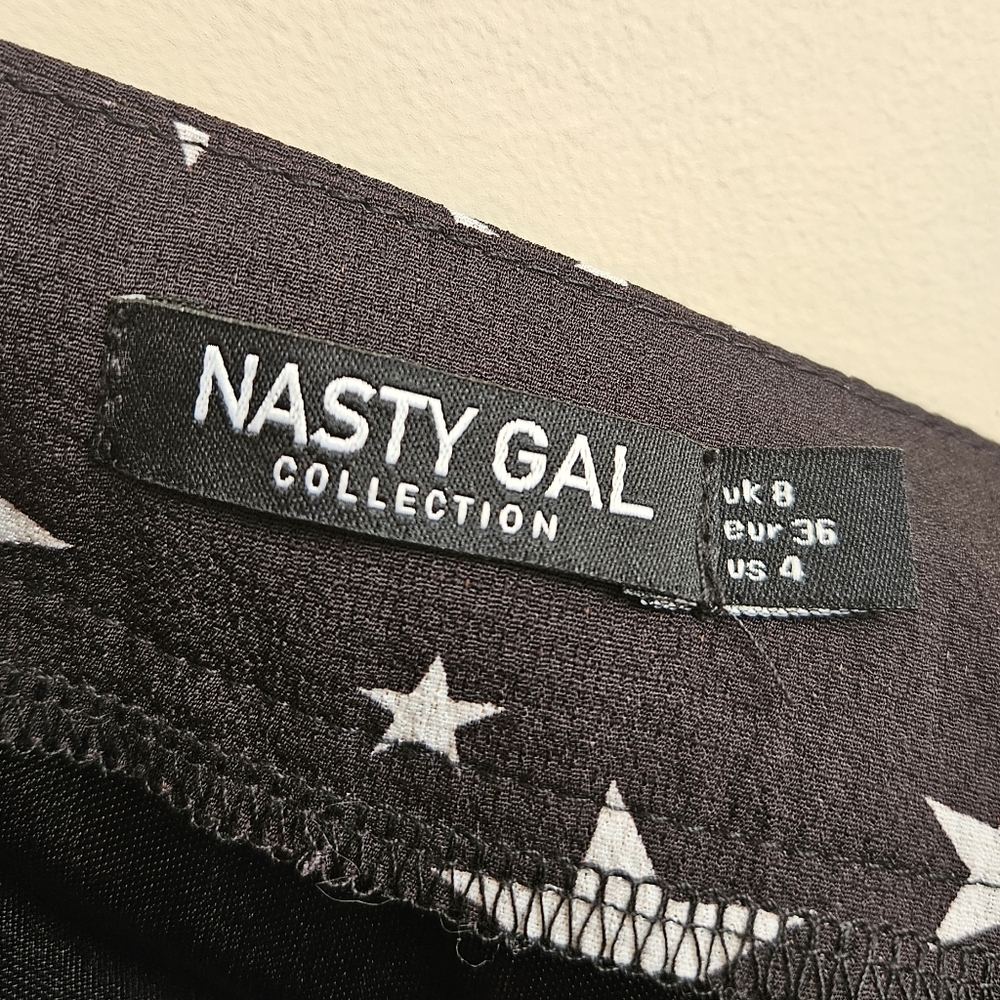 NASTY GAL
COLLECTION
uk 8
eur 36
us 4